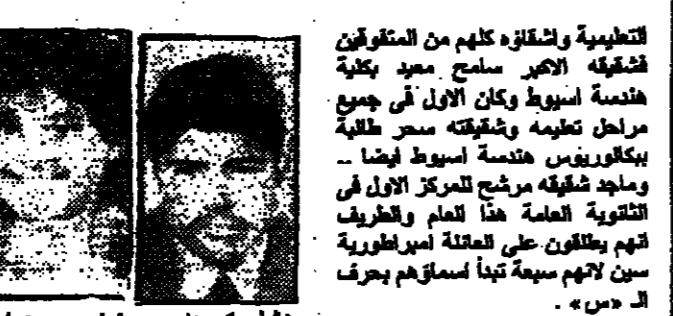 التعليمية واشقاؤه كلهم من المتفوقين
فشقيقه الاكبر سامح معيد بكلية
هندسة اسيوط وكان الاول فى جميع
مراحل تعليمه وشقيقته سحر طالبة
ببكالوريوس هندسة اسيوط ايضا ..
وماجد شقيقه مرشح للمركز الاول فى
الثانوية العامة هذا العام والطريف
انهم يطلقون على العائلة امبراطورية
سين لانهم سبعة تبدأ اسماؤهم بحرف
الـ «س» .